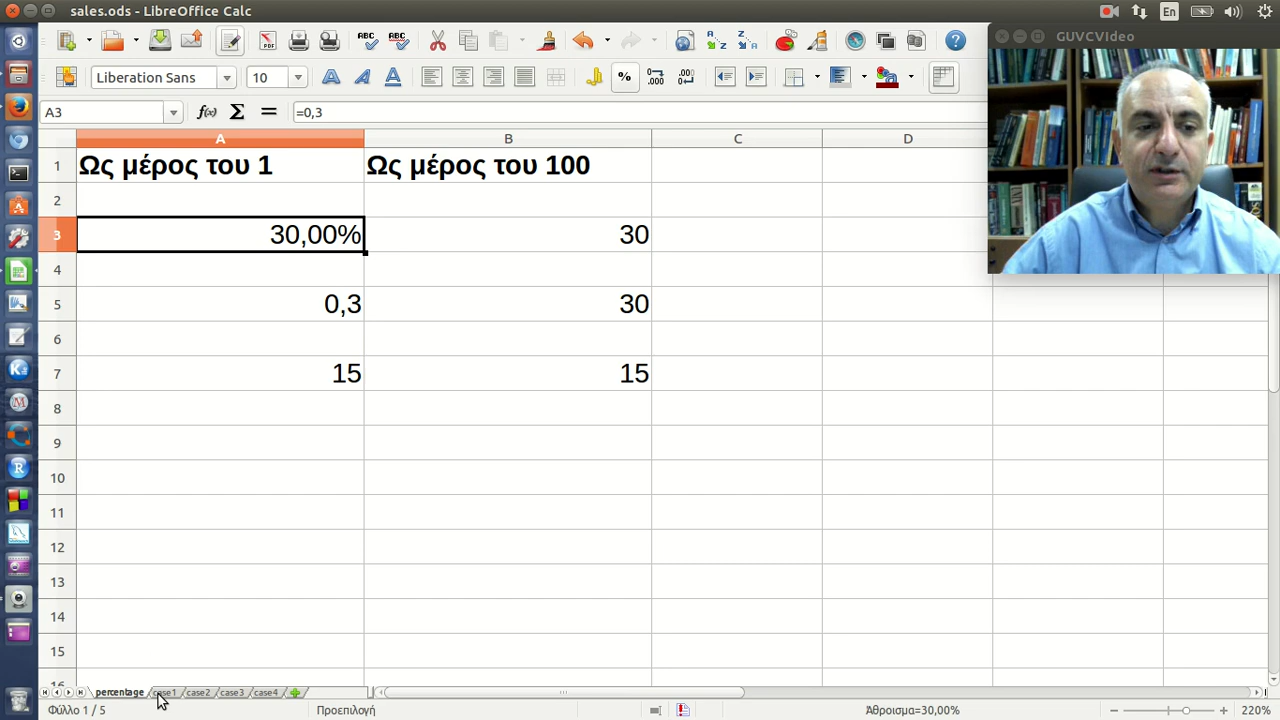 sales.ods - LibreOffice Calc
En
GUVCVIdeo
Liberation Sans
10
%
A3
=0,3
A
B
C
D
1
Ως μέρος του 1
Ως μέρος του 100
2
3
30,00%
30
4
5
0,3
30
6
7
15
15
8
9
10
11
12
13
14
15
percentage
case1
case2
case3
case4
Φύλλο 1 / 5
Προεπιλογή
Άθροισμα=30,00%
220%